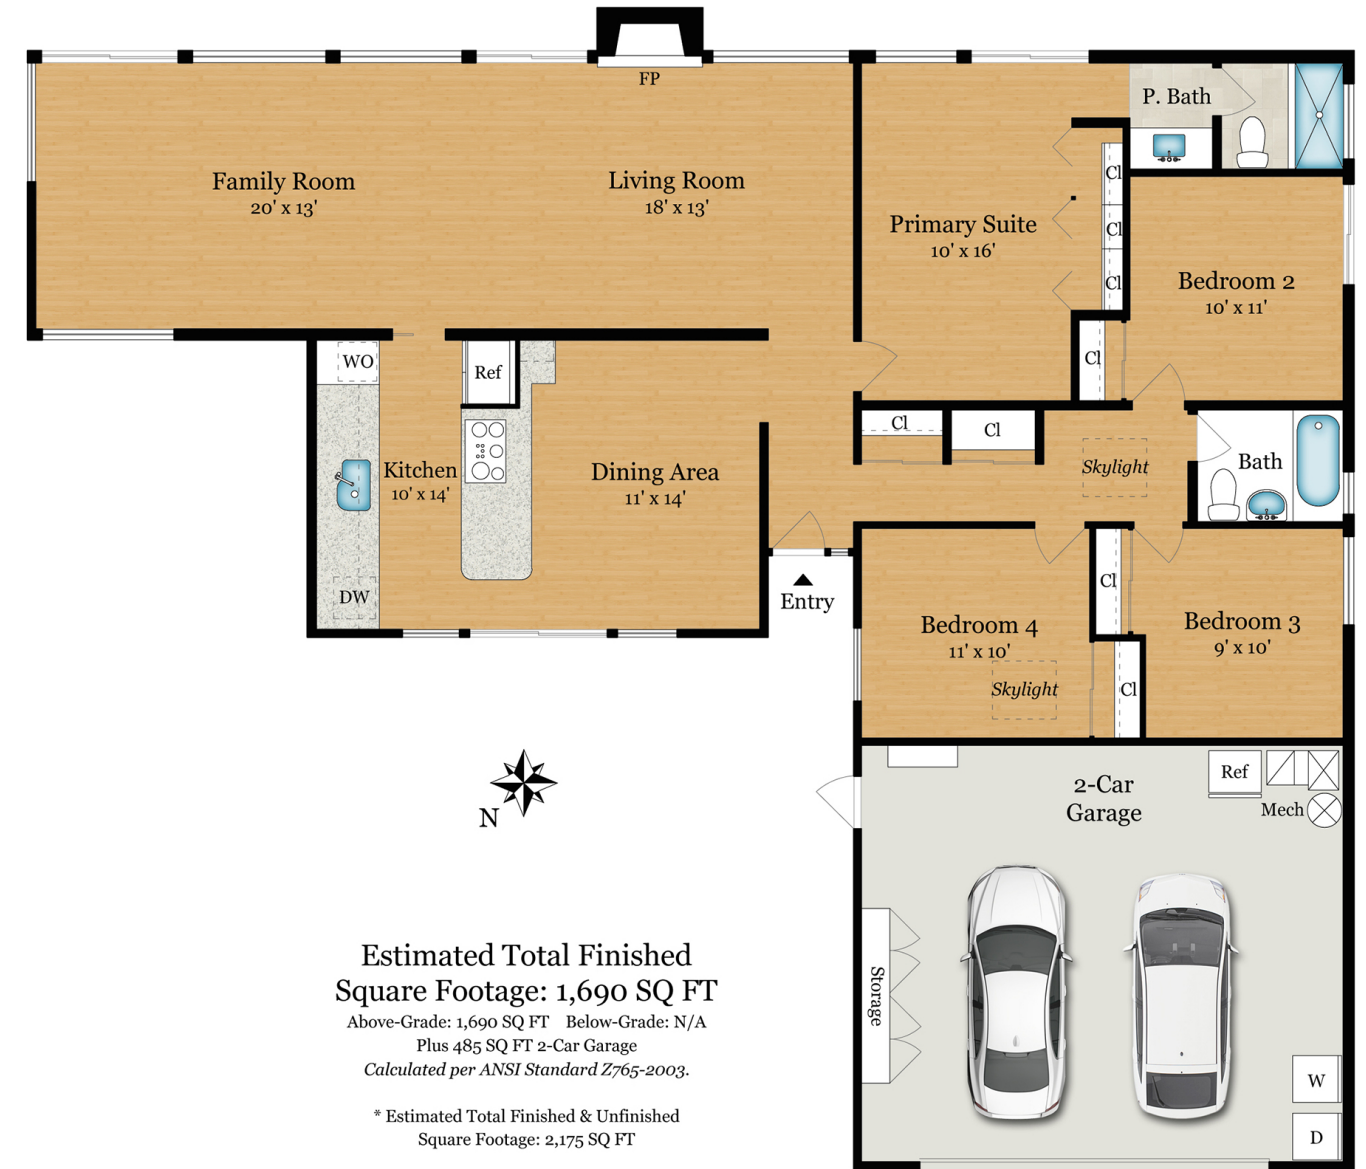 FP
P. Bath
Family Room
20' x 13'
Living Room
18' x 13'
Cl
Primary Suite
10' x 16'
Cl
Cl
Bedroom 2
10' x 11'
WO
Ref
Cl
Cl
Cl
Kitchen
10' x 14'
Dining Area
11' x 14'
Skylight
Bath
DW
Entry
Cl
Bedroom 4
11' x 10'
Skylight
Bedroom 3
9' x 10'
Cl
N
2-Car
Garage
Ref
Mech
Storage
W
D
Estimated Total Finished
Square Footage: 1,690 SQ FT
Above-Grade: 1,690 SQ FT Below-Grade: N/A
Plus 485 SQ FT 2-Car Garage
Calculated per ANSI Standard Z765-2003.
* Estimated Total Finished & Unfinished
Square Footage: 2,175 SQ FT